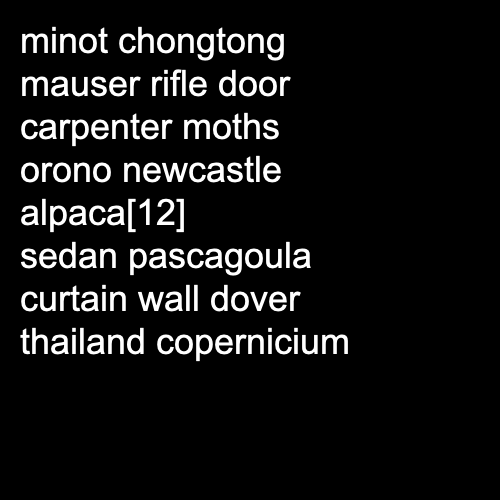 minot chongtong
mauser rifle door
carpenter moths
orono newcastle
alpaca[12]
sedan pascagoula
curtain wall dover
thailand copernicium